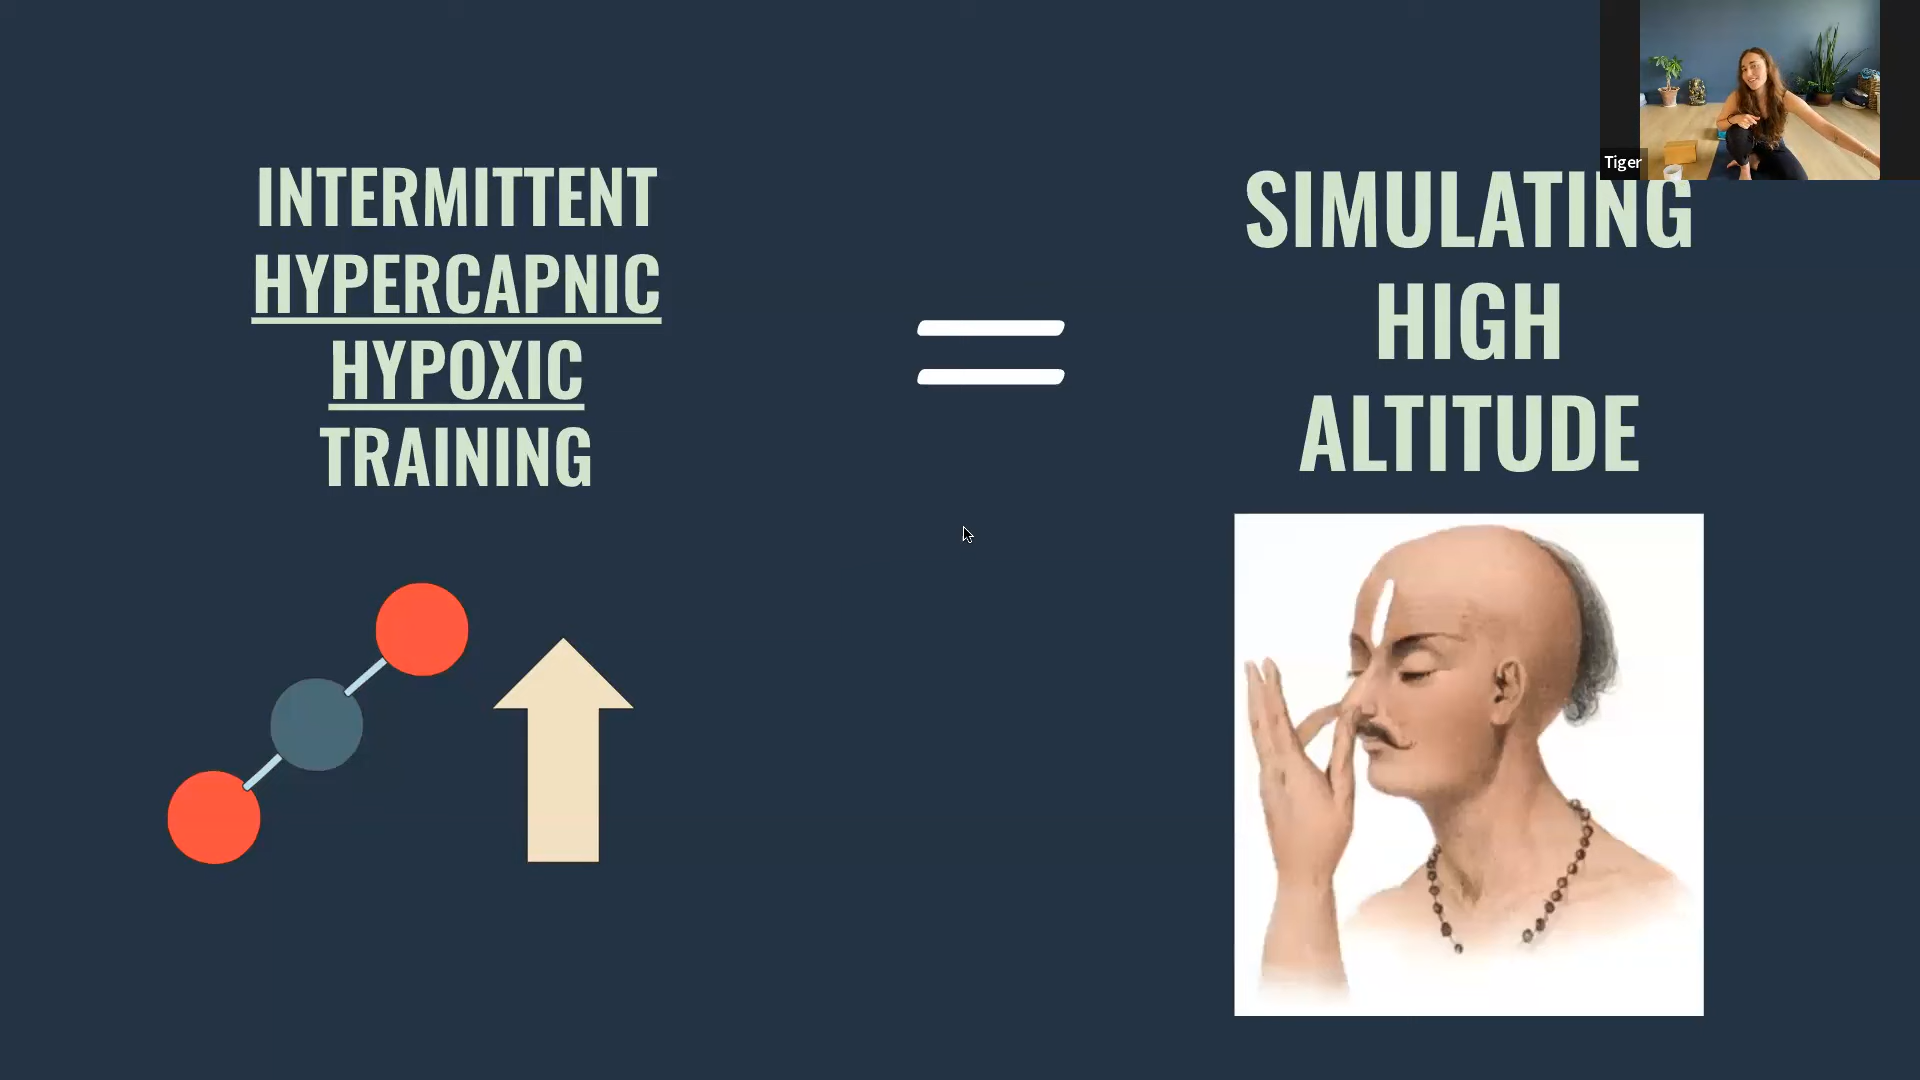 INTERMITTENT
HYPERCAPNIC
HYPOXIC
TRAINING
SIMULATING
HIGH
ALTITUDE
Tiger